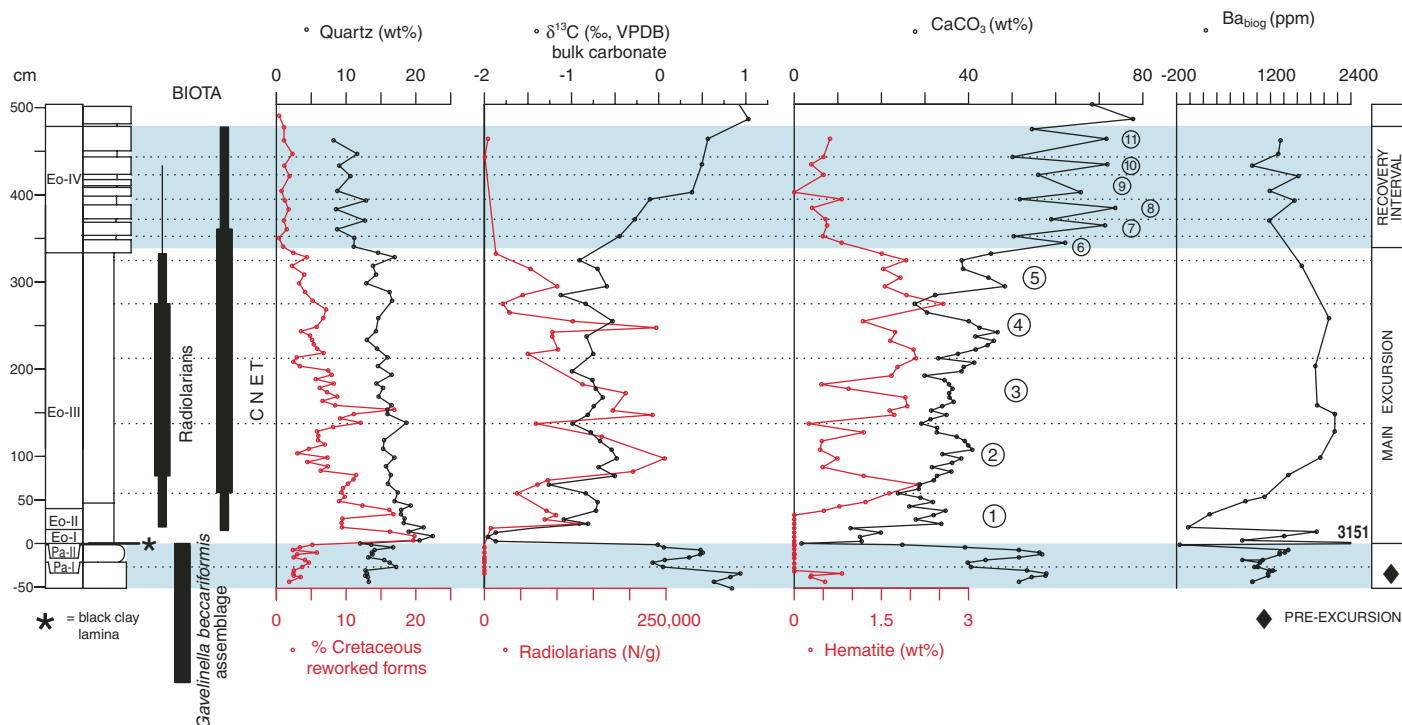 Quartz (wt%)
δ¹³C (‰, VPDB)
bulk carbonate
CaCO₃ (wt%)
Ba_biog (ppm)
cm
0 10 20
-2 -1 0 1
0 40 80
-200 1200 2400
BIOTA
500
400
300
200
100
50
0
-50
Eo-IV
Eo-III
Eo-II
Eo-I
Pa-II
Pa-I
Radiolarians
CNET
Gavelinella beccariiformis
assemblage
*
* = black clay
lamina
11
10
9
8
7
6
5
4
3
2
1
3151
RECOVERY
INTERVAL
MAIN EXCURSION
PRE-EXCURSION
0 10 20
% Cretaceous
reworked forms
0 250,000
Radiolarians (N/g)
0 1.5 3
Hematite (wt%)